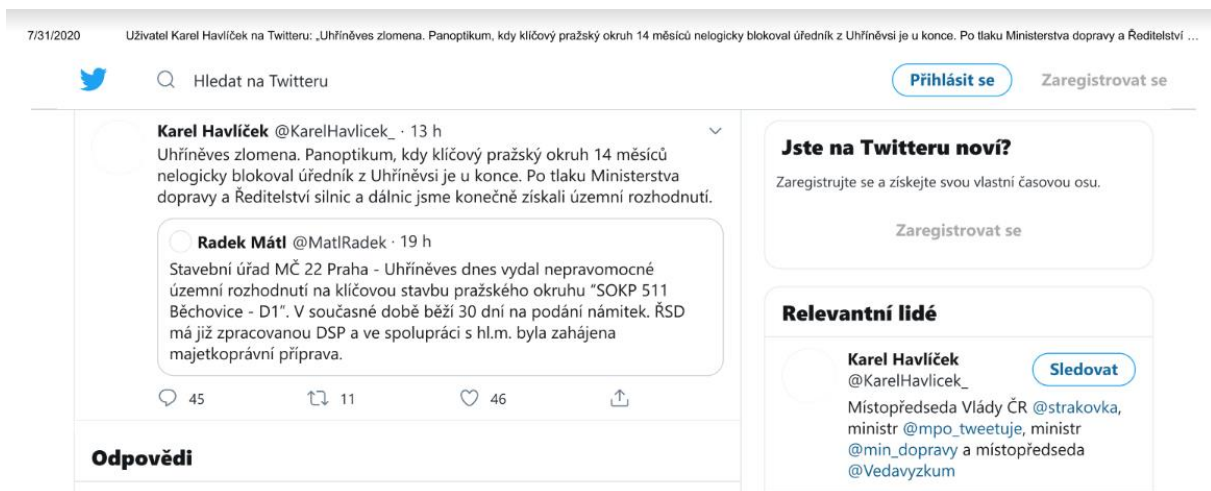 7/31/2020 Uživatel Karel Havlíček na Twitteru: „Uhříněves zlomena. Panoptikum, kdy klíčový pražský okruh 14 měsíců nelogicky blokoval úředník z Uhříněvsi je u konce. Po tlaku Ministerstva dopravy a Ředitelství ...
Hledat na Twitteru
Přihlásit se
Zaregistrovat se
Karel Havlíček @KarelHavlicek_ · 13 h
Uhříněves zlomena. Panoptikum, kdy klíčový pražský okruh 14 měsíců
nelogicky blokoval úředník z Uhříněvsi je u konce. Po tlaku Ministerstva
dopravy a Ředitelství silnic a dálnic jsme konečně získali územní rozhodnutí.
Radek Mátl @MatlRadek · 19 h
Stavební úřad MČ 22 Praha - Uhříněves dnes vydal nepravomocné
územní rozhodnutí na klíčovou stavbu pražského okruhu “SOKP 511
Běchovice - D1”. V současné době běží 30 dní na podání námitek. ŘSD
má již zpracovanou DSP a ve spolupráci s hl.m. byla zahájena
majetkoprávní příprava.
45 11 46
Odpovědi
Jste na Twitteru noví?
Zaregistrujte se a získejte svou vlastní časovou osu.
Zaregistrovat se
Relevantní lidé
Karel Havlíček
@KarelHavlicek_
Sledovat
Místopředseda Vlády ČR @strakovka,
ministr @mpo_tweetuje, ministr
@min_dopravy a místopředseda
@Vedavyzkum